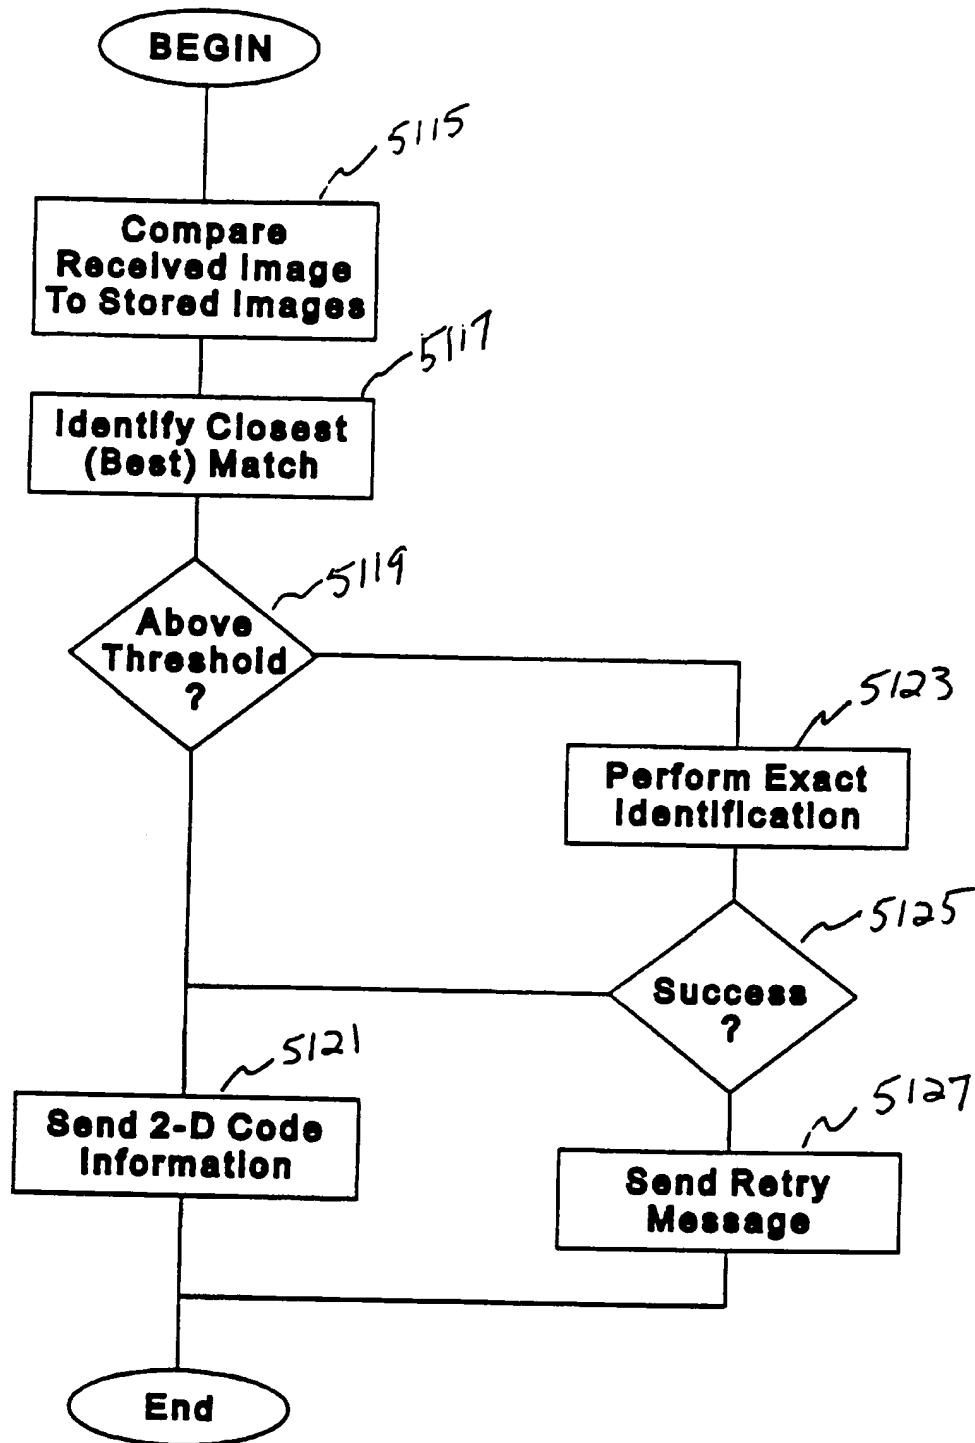 BEGIN
5115
Compare
Received Image
To Stored Images
5117
Identify Closest
(Best) Match
5119
Above
Threshold
?
5123
Perform Exact
Identification
5125
Success
?
5121
Send 2-D Code
Information
5127
Send Retry
Message
End